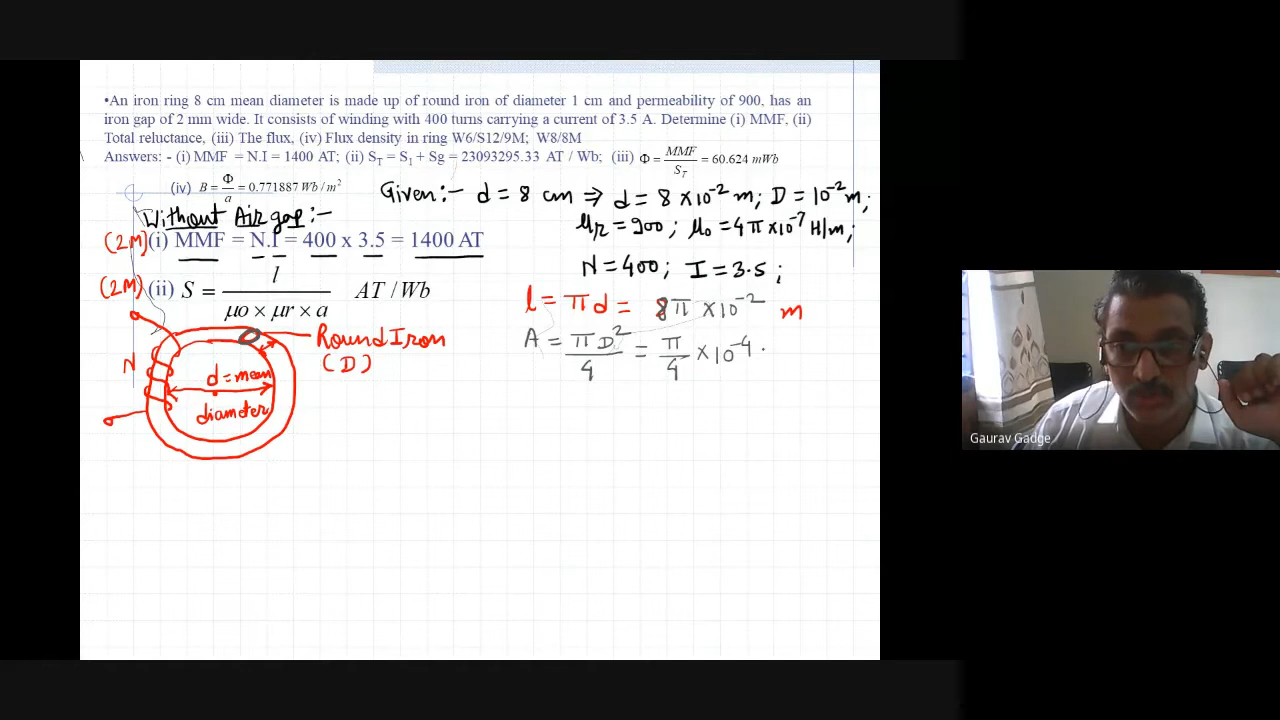 •An iron ring 8 cm mean diameter is made up of round iron of diameter 1 cm and permeability of 900, has an
iron gap of 2 mm wide. It consists of winding with 400 turns carrying a current of 3.5 A. Determine (i) MMF, (ii)
Total reluctance, (iii) The flux, (iv) Flux density in ring W6/S12/9M; W8/8M
Answers: - (i) MMF = N.I = 1400 AT; (ii) S_T = S_I + Sg = 23093295.33 AT / Wb; (iii) Φ = MMF / S_T = 60.624 mWb
(iv) B = Φ / a = 0.771887 Wb / m²
Given:- d = 8 cm ⇒ d = 8 × 10⁻² m; D = 10⁻² m;
μr = 900; μ₀ = 4π × 10⁻⁷ H/m;
N = 400; I = 3.5;
Without Air gap:-
(2M) (i) MMF = N.I = 400 x 3.5 = 1400 AT
(2M) (ii) S = l / μo × μr × a AT / Wb
l = πd = 8π × 10⁻² m
A = πD² / 4 = π / 4 × 10⁻⁴.
Round Iron
(D)
N
d = mean
diameter
Gaurav Gadge